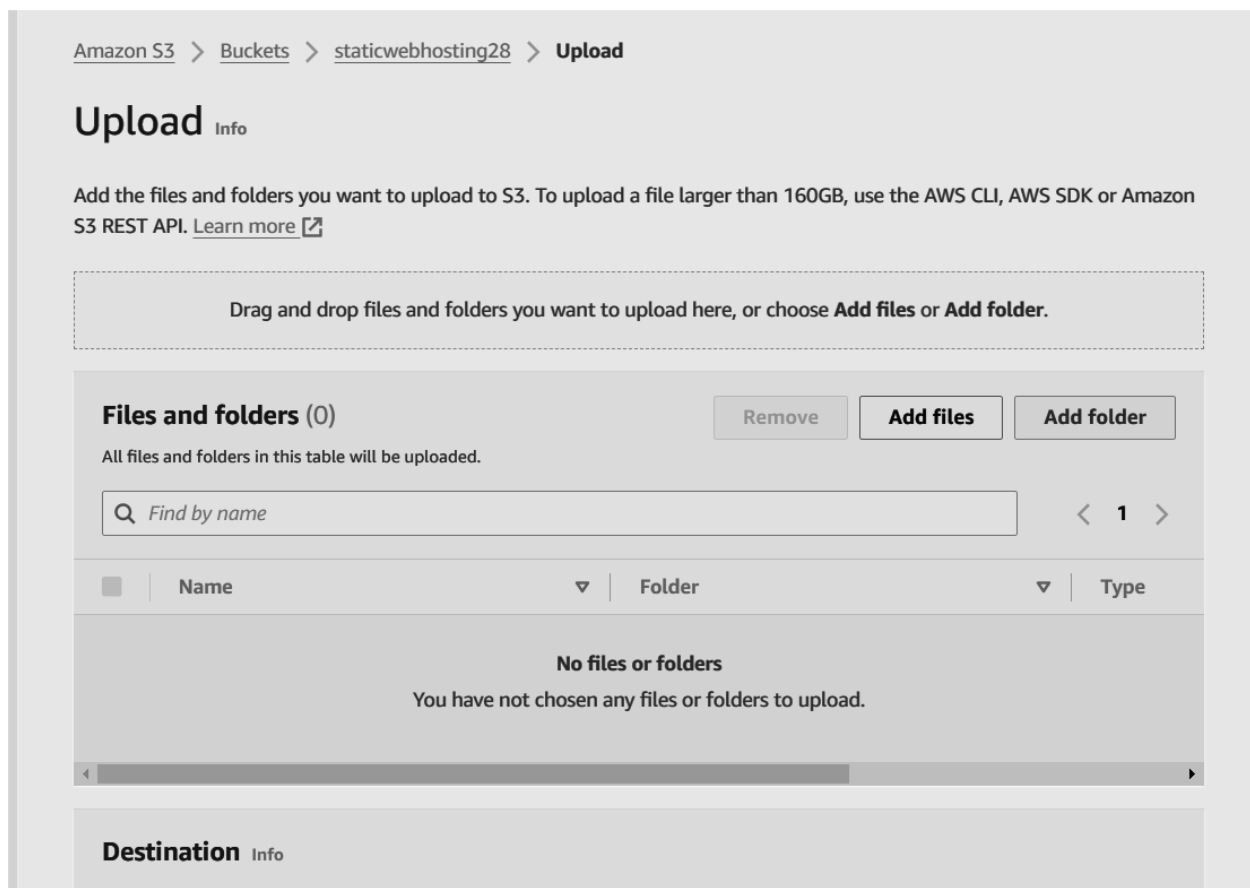 Amazon S3 > Buckets > staticwebhosting28 > Upload
Upload Info
Add the files and folders you want to upload to S3. To upload a file larger than 160GB, use the AWS CLI, AWS SDK or Amazon
S3 REST API. Learn more
Drag and drop files and folders you want to upload here, or choose Add files or Add folder.
Files and folders (0) Remove Add files Add folder
All files and folders in this table will be uploaded.
Find by name < 1 >
Name Folder Type
No files or folders
You have not chosen any files or folders to upload.
Destination Info